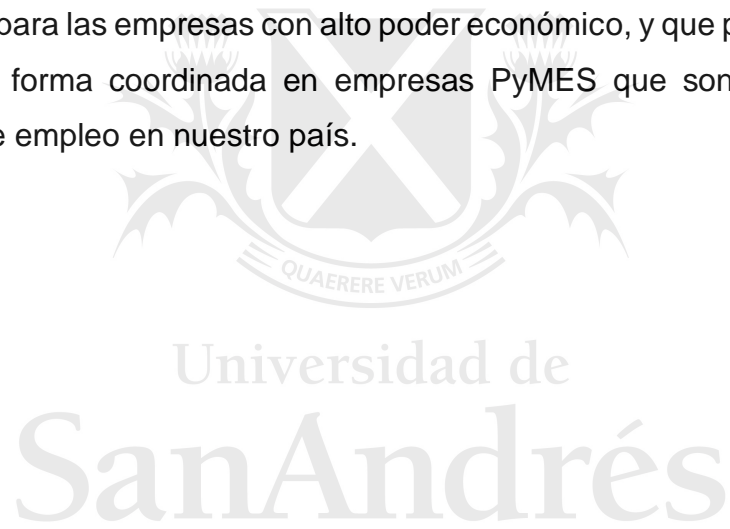 para las empresas con alto poder económico, y que p
forma coordinada en empresas PyMES que son
e empleo en nuestro país.
QUAERERE VERUM
Universidad de
SanAndrés